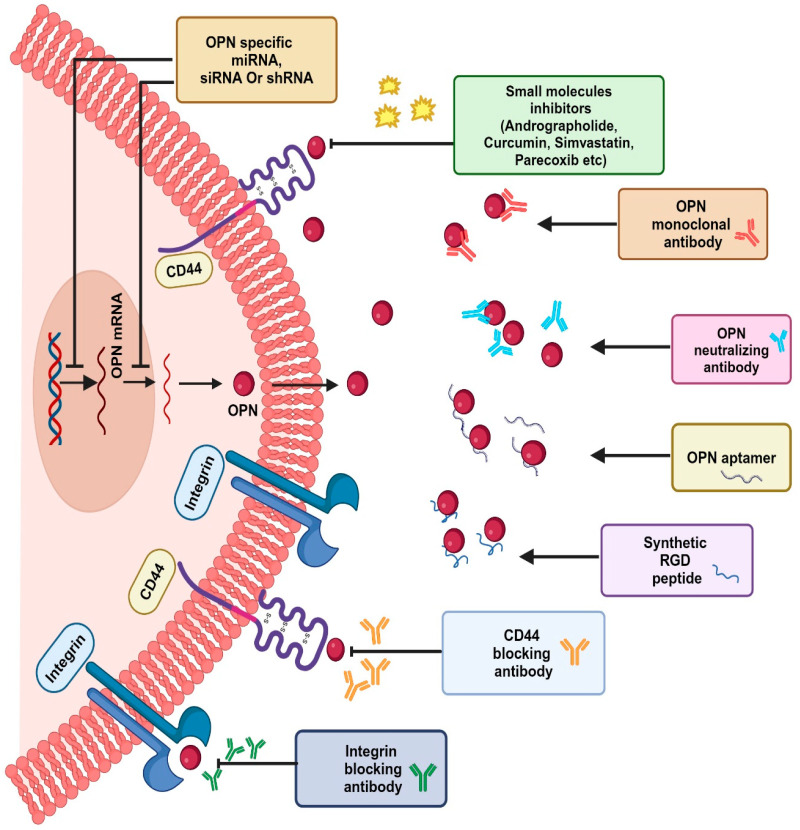 OPN specific
miRNA,
siRNA Or shRNA
Small molecules
inhibitors
(Andrographolide,
Curcumin, Simvastatin,
Parecoxib etc)
S-S
CD44
OPN
monoclonal
antibody
OPN mRNA
OPN
OPN
neutralizing
antibody
Integrin
OPN aptamer
Synthetic
RGD
peptide
CD44
S-S
S-S
CD44
blocking
antibody
Integrin
Integrin
blocking
antibody